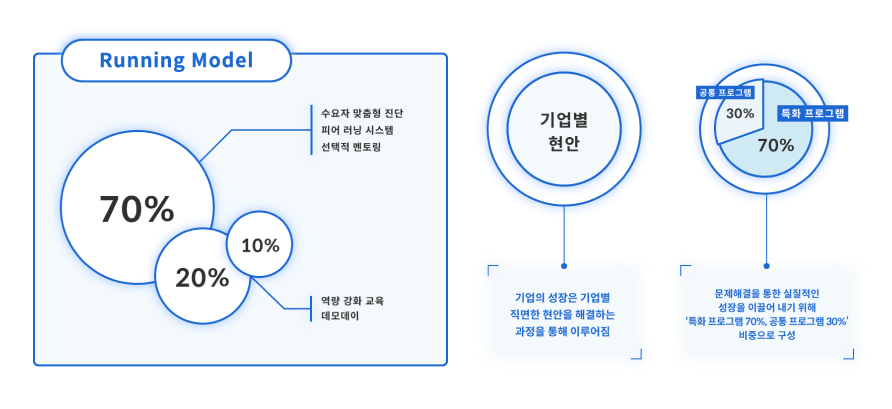 Running Model
70%
20%
10%
수요자 맞춤형 진단
피어 러닝 시스템
선택적 멘토링
역량 강화 교육
데모데이
기업별
현안
기업의 성장은 기업별
직면한 현안을 해결하는
과정을 통해 이루어짐
공통 프로그램
30%
특화 프로그램
70%
문제해결을 통한 실질적인
성장을 이끌어 내기 위해
'특화 프로그램 70%, 공통 프로그램 30%'
비중으로 구성